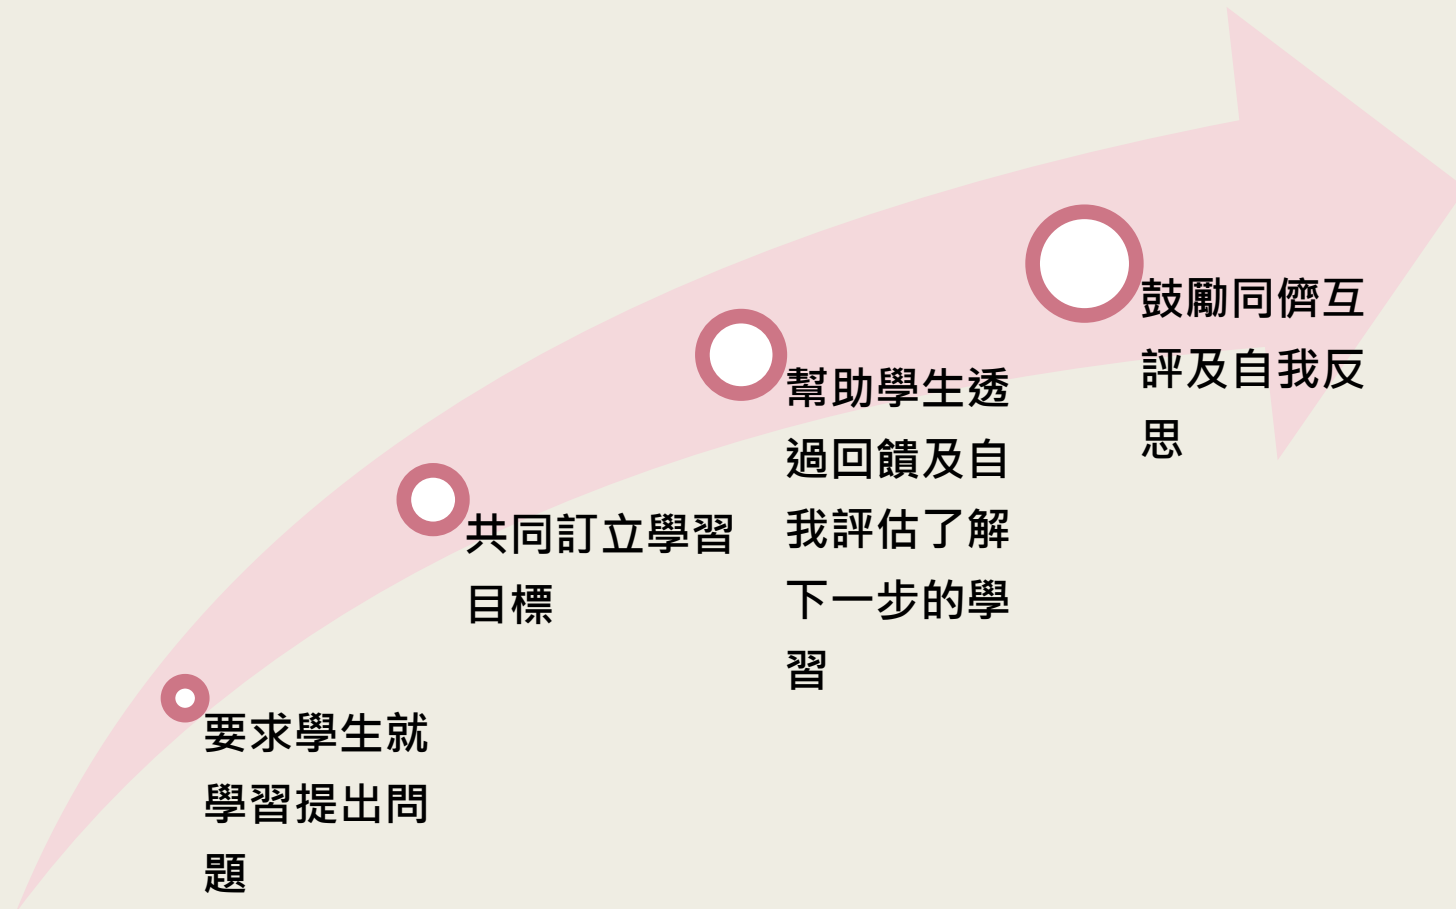 要求學生就
學習提出問
題
共同訂立學習
目標
幫助學生透
過回饋及自
我評估了解
下一步的學
習
鼓勵同儕互
評及自我反
思